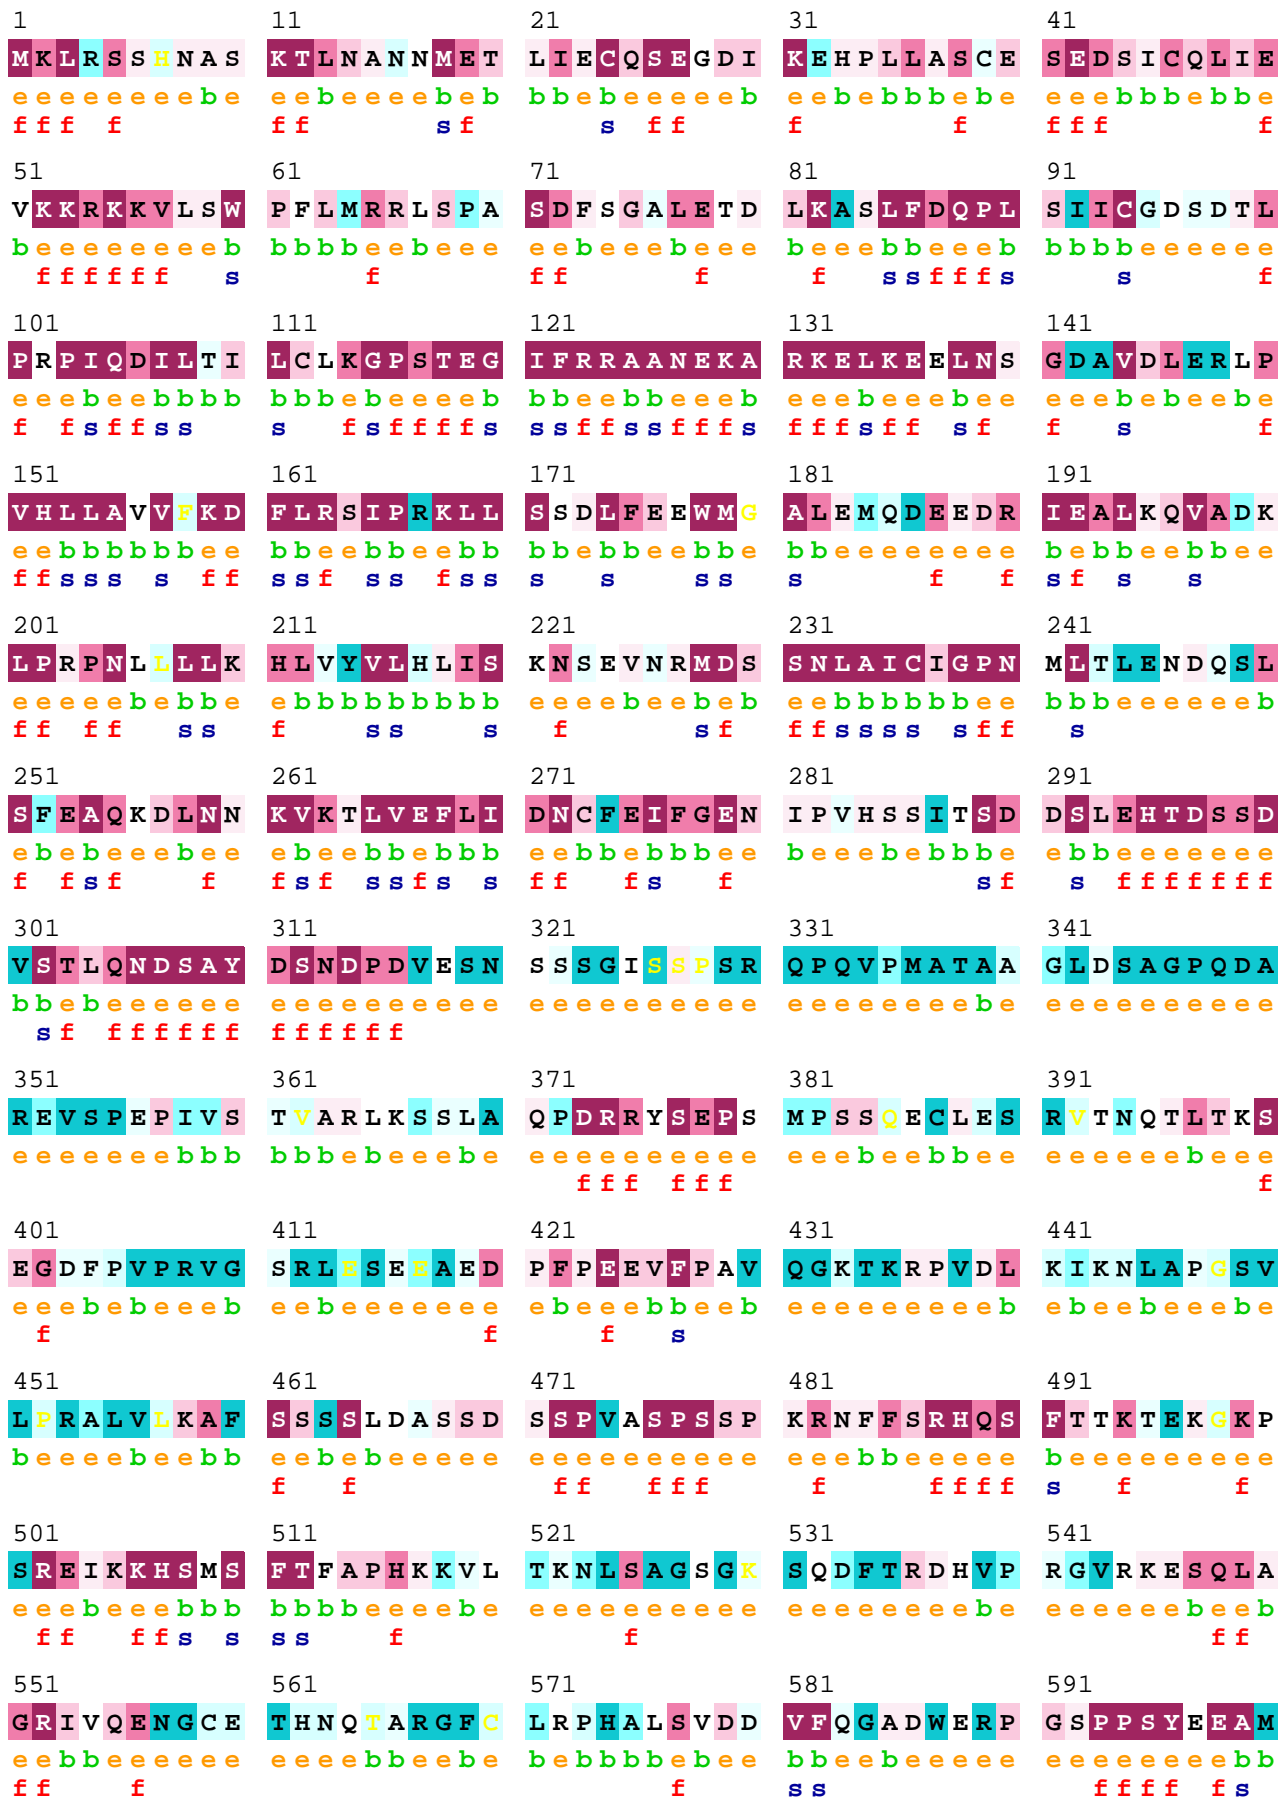 1 11 21 31 41
MKLRSSHNAS KTLNANNMET LIECQSEGDI KEHPLLASCE SEDSICQLIE
eeeeeeeebe eebeeeebeb bbebeeeeeb eebebbbebe eeebbbebbe
fff f ff sf s ff f f fff f
51 61 71 81 91
VKKRKKVLSW PFLMRRLSPA SDFSGALETD LKASLFDQPL SIICGDSDTL
beeeeeeeeb bbbbeebeee eebeeebeee beeebbeeeb bbbbeeeeee
ffffff s f ff f f ssfffs s f
101 111 121 131 141
PRPIQDILTI LCLKGPSTEG IFRRAANEKA RKELKEELNS GDAVDLERLP
eeebeebbbb bbbebeeeeb bbeebbeeeb eeebeeebee eeebebeebe
f fsffss s fsffffs ssffssfffs fffsff sf f s f
151 161 171 181 191
VHLLAVVFKD FLRSIPRKLL SSDLFEEWMG ALEMQDEEDR IEALKQVADK
eebbbbbbee bbeebbeebb bbebbeebbe bbeeeeeeee bebbeebbee
ffsss s ff ssf ss fss s s ss s f f sf s s
201 211 221 231 241
LPRPNLLLLK HLVYVLHLIS KNSEVNRMDS SNLAICIGPN MLTLENDQSL
eeeeebebbe ebbbbbbbbb eeeebeebeb eebbbbbbee bbbeeeeeeb
ff ff ss f ss s f sf ffssss sff s
251 261 271 281 291
SFEAQKDLNN KVKTLVEFLI DNCFEIFGEN IPVHSSITSD DSLEHTDSSD
ebebeeebee ebeebbebbb eebbebbbee beeebebbbe ebbeeeeeee
f fsf f fsf ssfs s ff fs f sf s fffffff
301 311 321 331 341
VSTLQNDSAY DSNDPDVESN SSSGISSPSR QPQVPMATAA GLDSAGPQDA
bbebeeeeee eeeeeeeeee eeeeeeeeee eeeeeeeebe eeeeeeeeee
sf ffffff ffffff
351 361 371 381 391
REVSPEPIVS TVARLKSSLA QPDRRYSEPS MPSSQECLES RVTNQTLTKS
eeeeeeebbb bbbebeeebe eeeeeeeeee eeebeebbee eeeeeebeee
fff fff f
401 411 421 431 441
EGDFPVPRVG SRLESEEAED PFPEEVFPAV QGKTKRPVDL KIKNLAPGSV
eeebebeeeb eebeeeeeee ebeeebbeeb eeeeeeeeeb ebeebeeebe
f f f s
451 461 471 481 491
LPRALVLKAF SSSSLDASSD SSPVASPSSP KRNFFSRHQS FTTKTEKGKP
beeeebeebb eebebeeeee eeeeeeeeee eeebbeeeee beeeeeeeee
f f ff fff f ffff s f f
501 511 521 531 541
SREIKKHSMS FTFAPHKKVL TKNLSAGSGK SQDFTRDHVP RGVRKESQLA
eeebeeebbb bbbbeeeebe eeeeeeeeee eeeeeeeebe eeeeeebeeb
ff ffs s ss f f ff
551 561 571 581 591
GRIVQENGCE THNQTARGFC LRPHALSVDD VFQGADWERP GSPPSYEEAM
eebbeeeeee eeeebbeebe bebbbbebee bbeebeeeee eeeeeeeebb
ff f f ss ffff fs